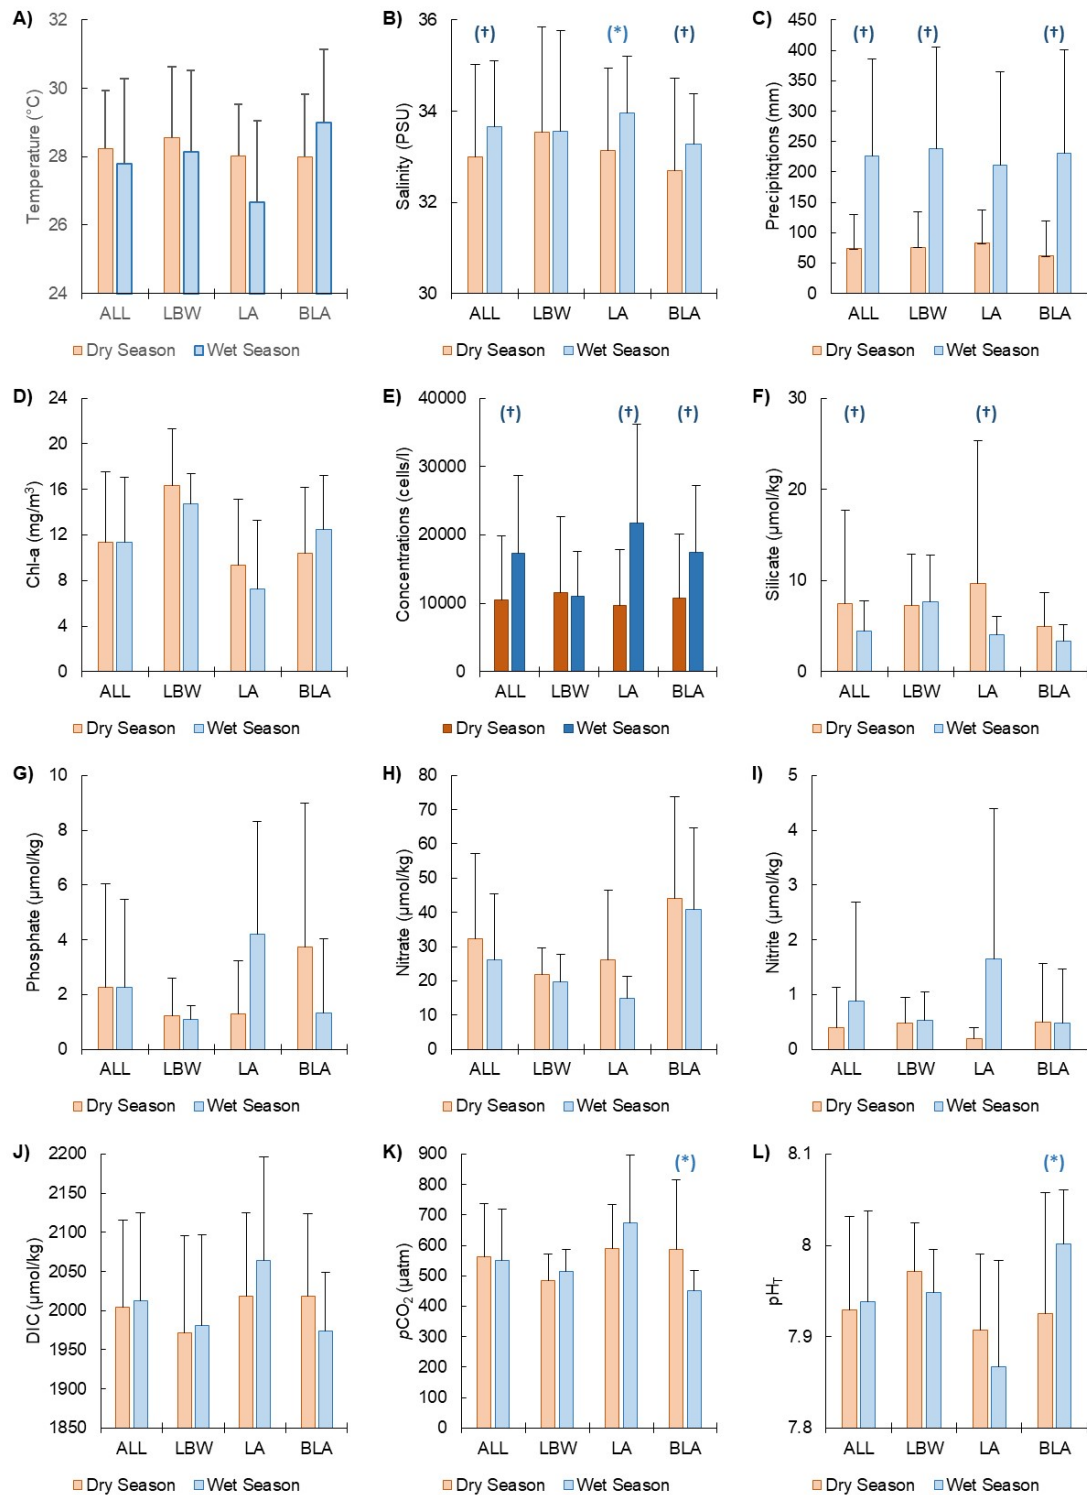 A)
Temperature (°C)
32
30
28
26
24
ALL LBW LA BLA
Dry Season Wet Season
B)
Salinity (PSU)
36
34
32
30
(†) (*) (†)
ALL LBW LA BLA
Dry Season Wet Season
C)
Precipitqtions (mm)
450
400
350
300
250
200
150
100
50
0
(†) (†) (†)
ALL LBW LA BLA
Dry Season Wet Season
D)
Chl-a (mg/m³)
24
20
16
12
8
4
0
ALL LBW LA BLA
Dry Season Wet Season
E)
Concentrations (cells/l)
40000
30000
20000
10000
0
(†) (†) (†)
ALL LBW LA BLA
Dry Season Wet Season
F)
Silicate (µmol/kg)
30
20
10
0
(†) (†)
ALL LBW LA BLA
Dry Season Wet Season
G)
Phosphate (µmol/kg)
10
8
6
4
2
0
ALL LBW LA BLA
Dry Season Wet Season
H)
Nitrate (µmol/kg)
80
70
60
50
40
30
20
10
0
ALL LBW LA BLA
Dry Season Wet Season
I)
Nitrite (µmol/kg)
5
4
3
2
1
0
ALL LBW LA BLA
Dry Season Wet Season
J)
DIC (µmol/kg)
2200
2150
2100
2050
2000
1950
1900
1850
ALL LBW LA BLA
Dry Season Wet Season
K)
pCO₂ (µatm)
900
800
700
600
500
400
300
200
100
0
(*)
ALL LBW LA BLA
Dry Season Wet Season
L)
pH_T
8.1
8
7.9
7.8
(*)
ALL LBW LA BLA
Dry Season Wet Season